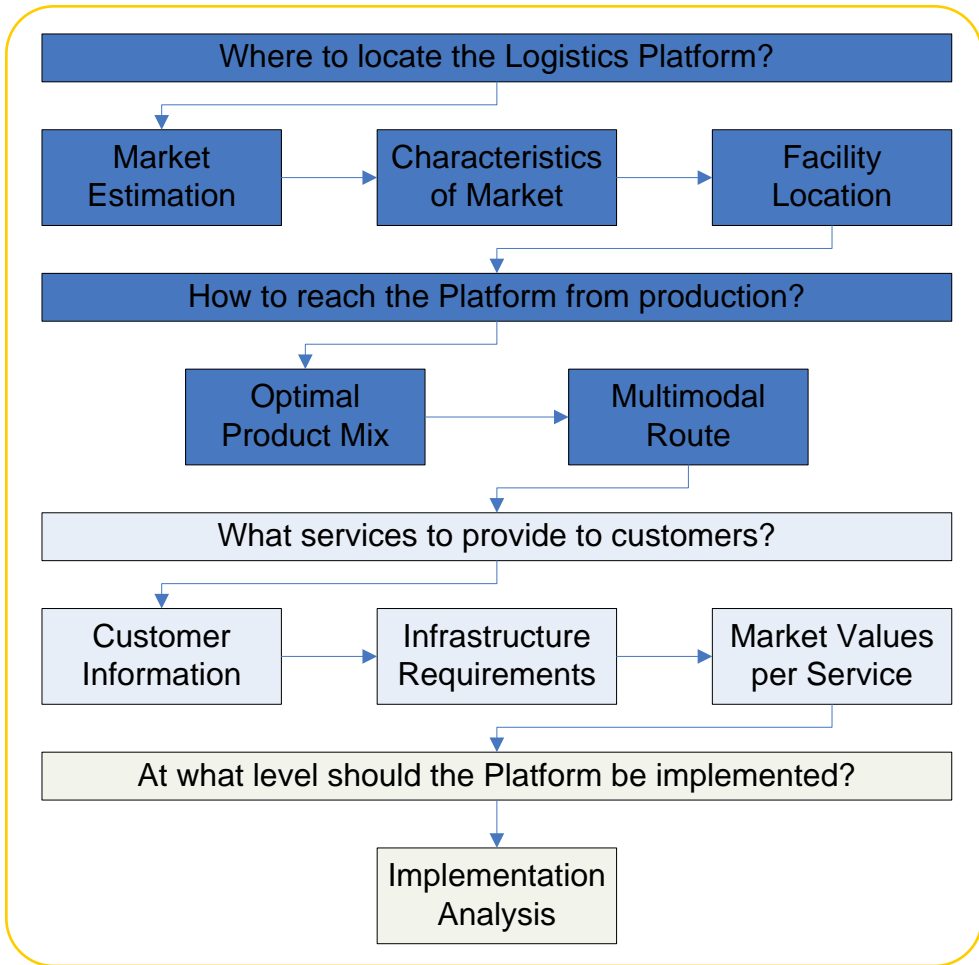 Where to locate the Logistics Platform?
Market
Estimation
Characteristics
of Market
Facility
Location
How to reach the Platform from production?
Optimal
Product Mix
Multimodal
Route
What services to provide to customers?
Customer
Information
Infrastructure
Requirements
Market Values
per Service
At what level should the Platform be implemented?
Implementation
Analysis